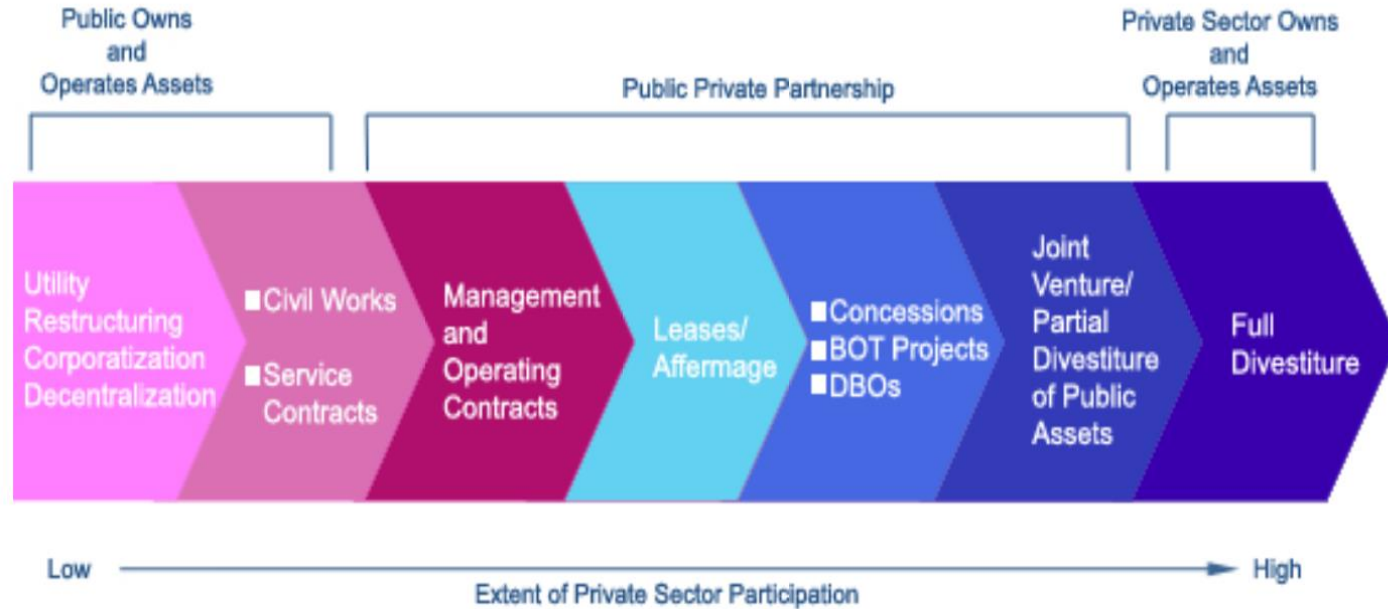 Public Owns
and
Operates Assets
Public Private Partnership
Private Sector Owns
and
Operates Assets
Utility
Restructuring
Corporatization
Decentralization
Civil Works
Service
Contracts
Management
and
Operating
Contracts
Leases/
Affermage
Concessions
BOT Projects
DBOs
Joint
Venture/
Partial
Divestiture
of Public
Assets
Full
Divestiture
Low
High
Extent of Private Sector Participation